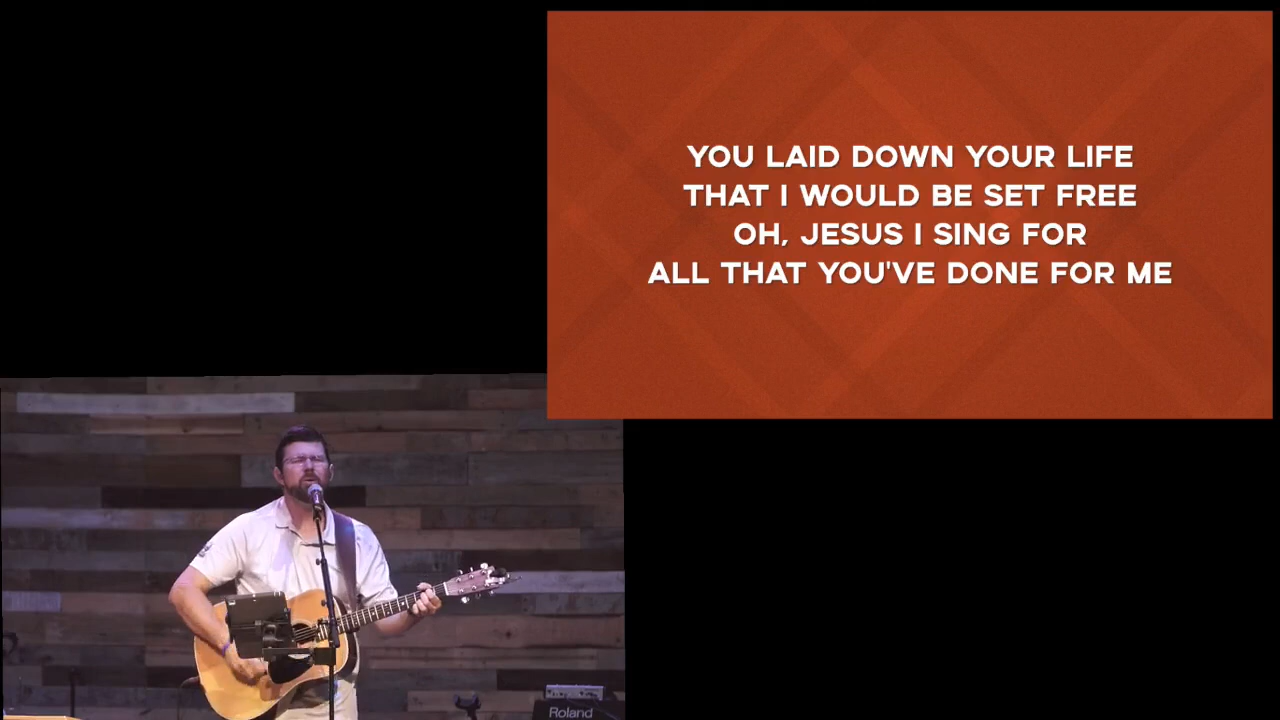 YOU LAID DOWN YOUR LIFE
THAT I WOULD BE SET FREE
OH, JESUS I SING FOR
ALL THAT YOU'VE DONE FOR ME
Roland